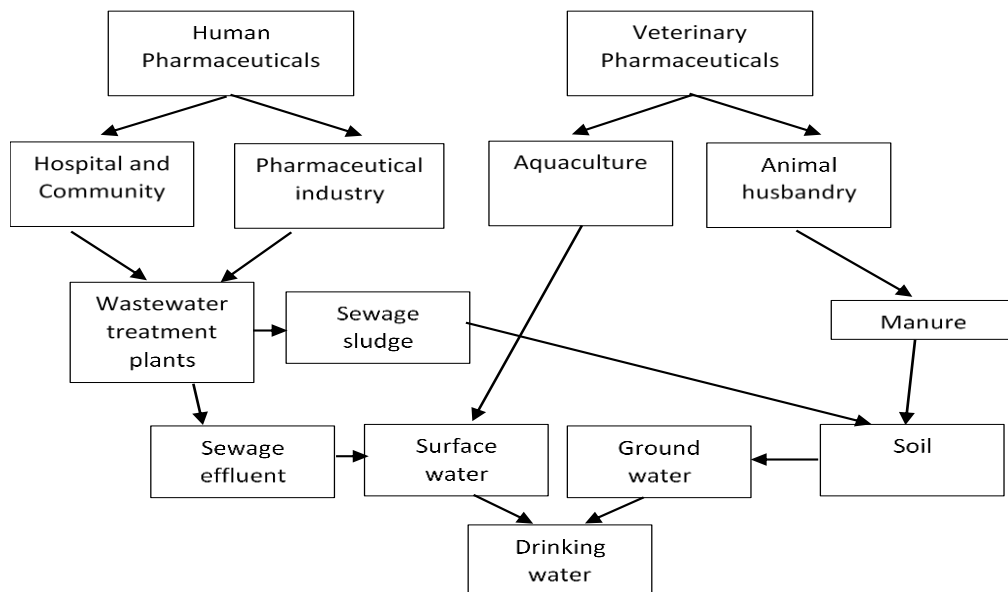 Human
Pharmaceuticals
Veterinary
Pharmaceuticals
Hospital and
Community
Pharmaceutical
industry
Aquaculture
Animal
husbandry
Wastewater
treatment
plants
Sewage
sludge
Manure
Sewage
effluent
Surface
water
Ground
water
Soil
Drinking
water